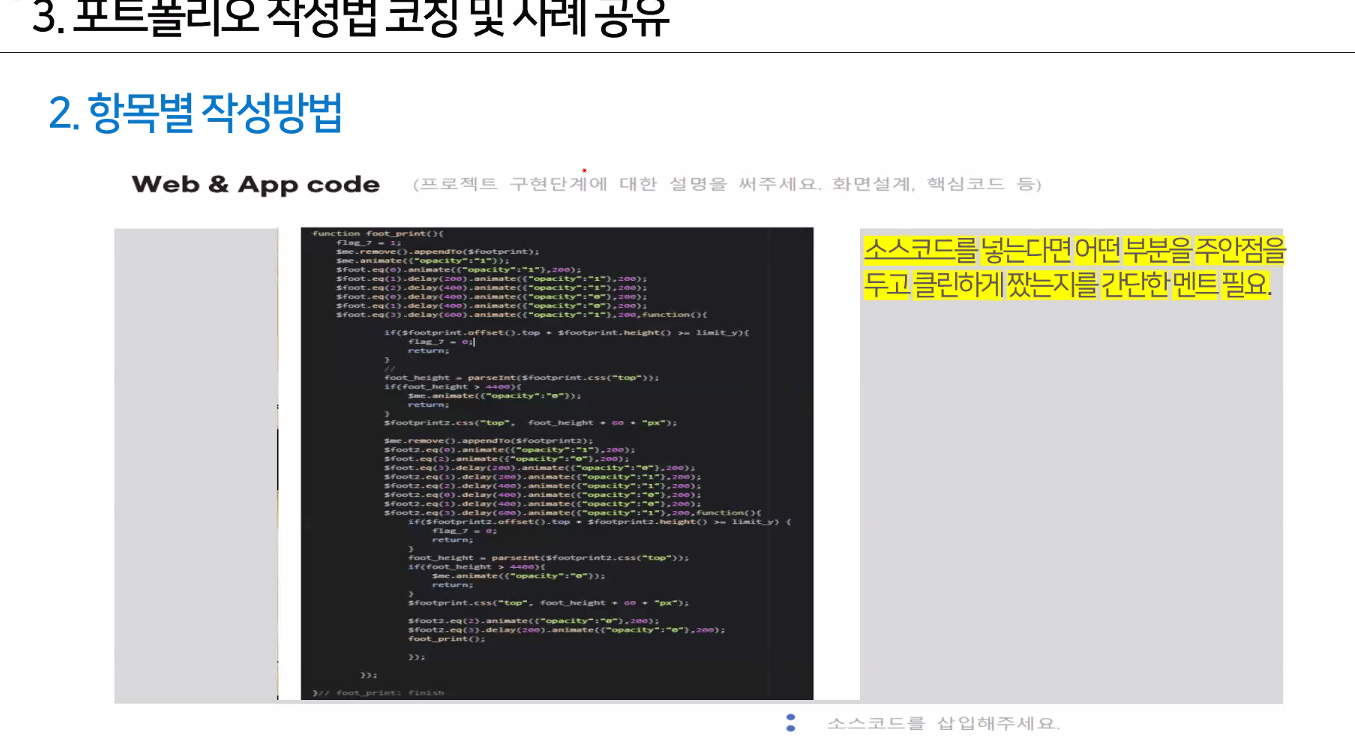 3. 포트폴리오 작성법 코칭 및 사례 공유
2. 항목별 작성방법
Web & App code (프로젝트 구현단계에 대한 설명을 써주세요. 화면설계, 핵심코드 등)
function foot_print(){
flag_7 = 1;
$me.remove().appendTo($footprint);
$me.animate({"opacity":"1"});
$foot.eq(0).animate({"opacity":"1"},200);
$foot.eq(1).delay(200).animate({"opacity":"1"},200);
$foot.eq(2).delay(400).animate({"opacity":"1"},200);
$foot.eq(0).delay(400).animate({"opacity":"0"},200);
$foot.eq(1).delay(400).animate({"opacity":"0"},200);
$foot.eq(3).delay(600).animate({"opacity":"1"},200,function(){
if($footprint.offset().top + $footprint.height() >= limit_y){
flag_7 = 0;
return;
}
//
foot_height = parseInt($footprint.css("top"));
if(foot_height > 4400){
$me.animate({"opacity":"0"});
return;
}
$footprint2.css("top", foot_height + 60 + "px");
$me.remove().appendTo($footprint2);
$foot2.eq(0).animate({"opacity":"1"},200);
$foot.eq(2).animate({"opacity":"0"},200);
$foot.eq(3).delay(200).animate({"opacity":"0"},200);
$foot2.eq(1).delay(200).animate({"opacity":"1"},200);
$foot2.eq(2).delay(400).animate({"opacity":"1"},200);
$foot2.eq(0).delay(400).animate({"opacity":"0"},200);
$foot2.eq(1).delay(400).animate({"opacity":"0"},200);
$foot2.eq(3).delay(600).animate({"opacity":"1"},200,function(){
if($footprint2.offset().top + $footprint2.height() >= limit_y) {
flag_7 = 0;
return;
}
foot_height = parseInt($footprint2.css("top"));
if(foot_height > 4400){
$me.animate({"opacity":"0"});
return;
}
$footprint.css("top", foot_height + 60 + "px");
$foot2.eq(2).animate({"opacity":"0"},200);
$foot2.eq(3).delay(200).animate({"opacity":"0"},200);
foot_print();
});
});
}// foot_print: finish
소스코드를 넣는다면 어떤 부분을 주안점을
두고 클린하게 짰는지를 간단한 멘트 필요.
소스코드를 삽입해주세요.